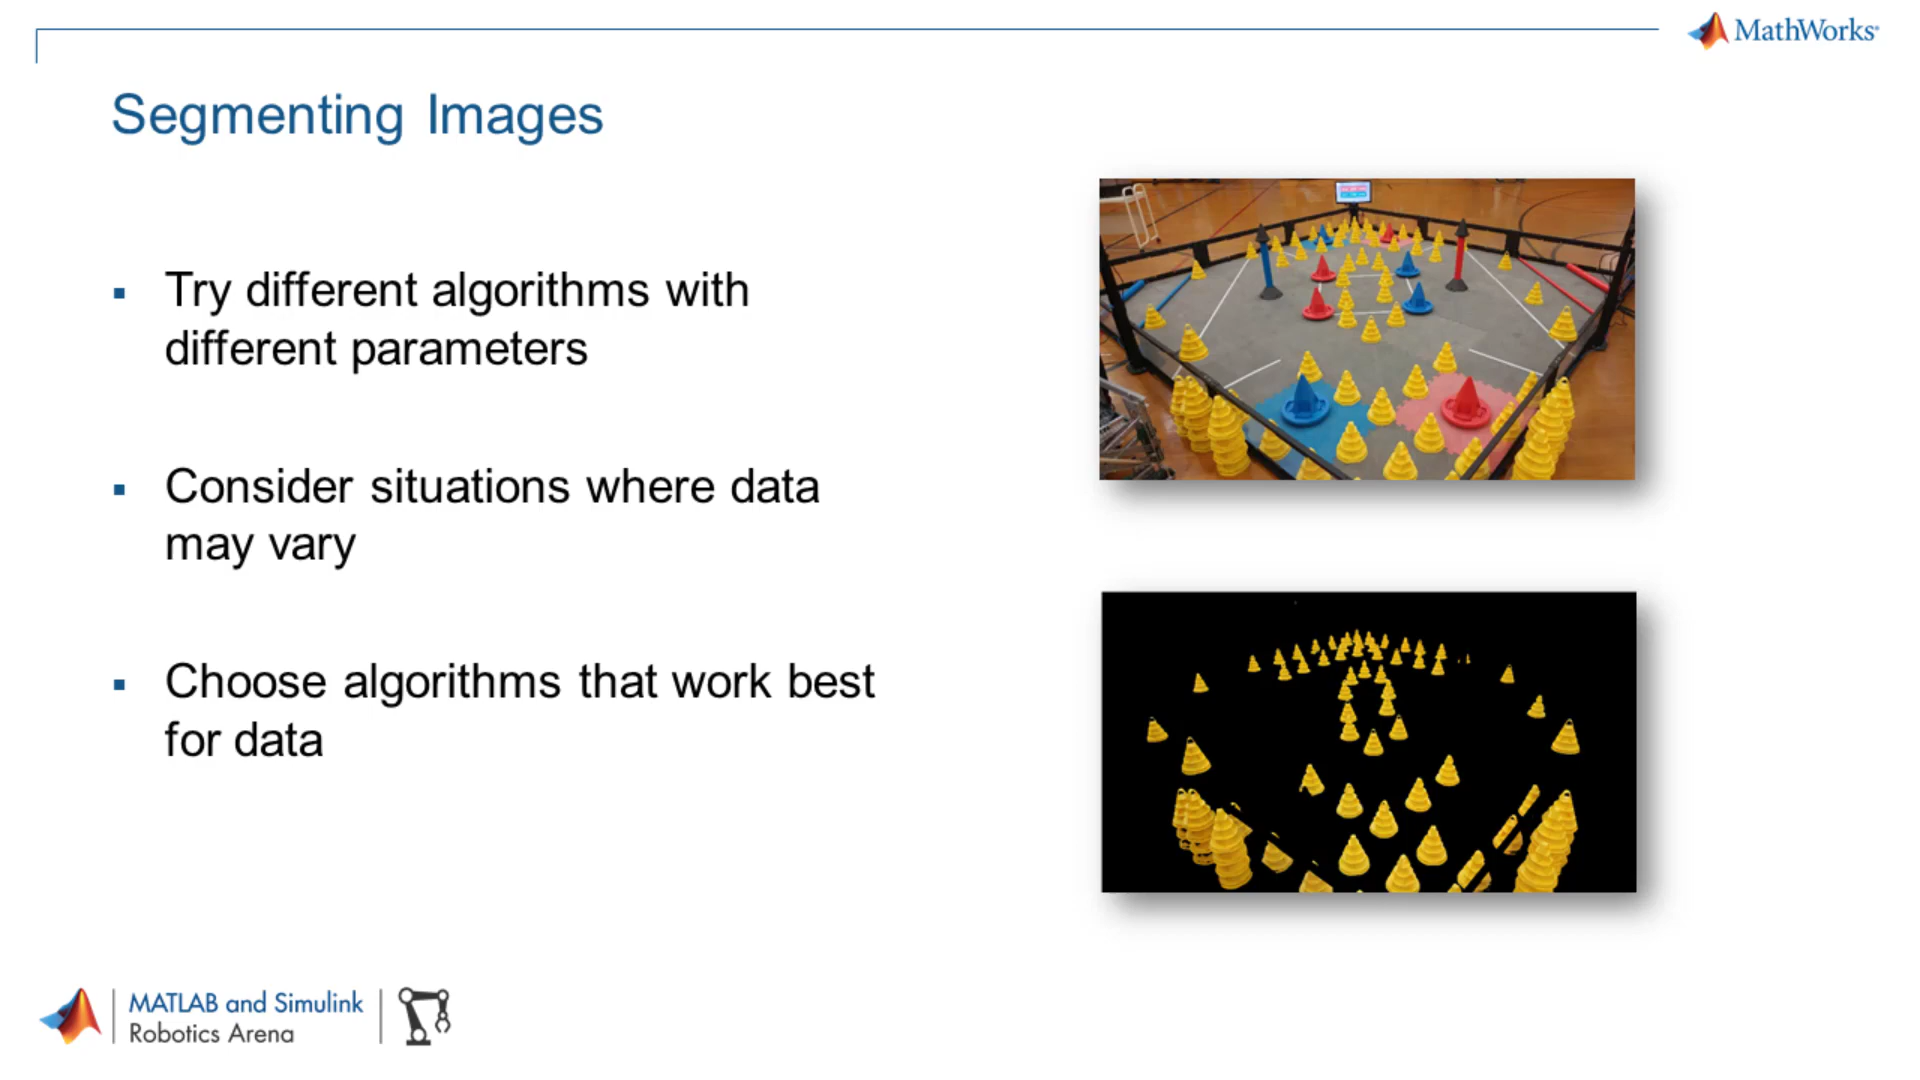 MathWorks®
Segmenting Images
▪ Try different algorithms with
different parameters
▪ Consider situations where data
may vary
▪ Choose algorithms that work best
for data
MATLAB and Simulink
Robotics Arena